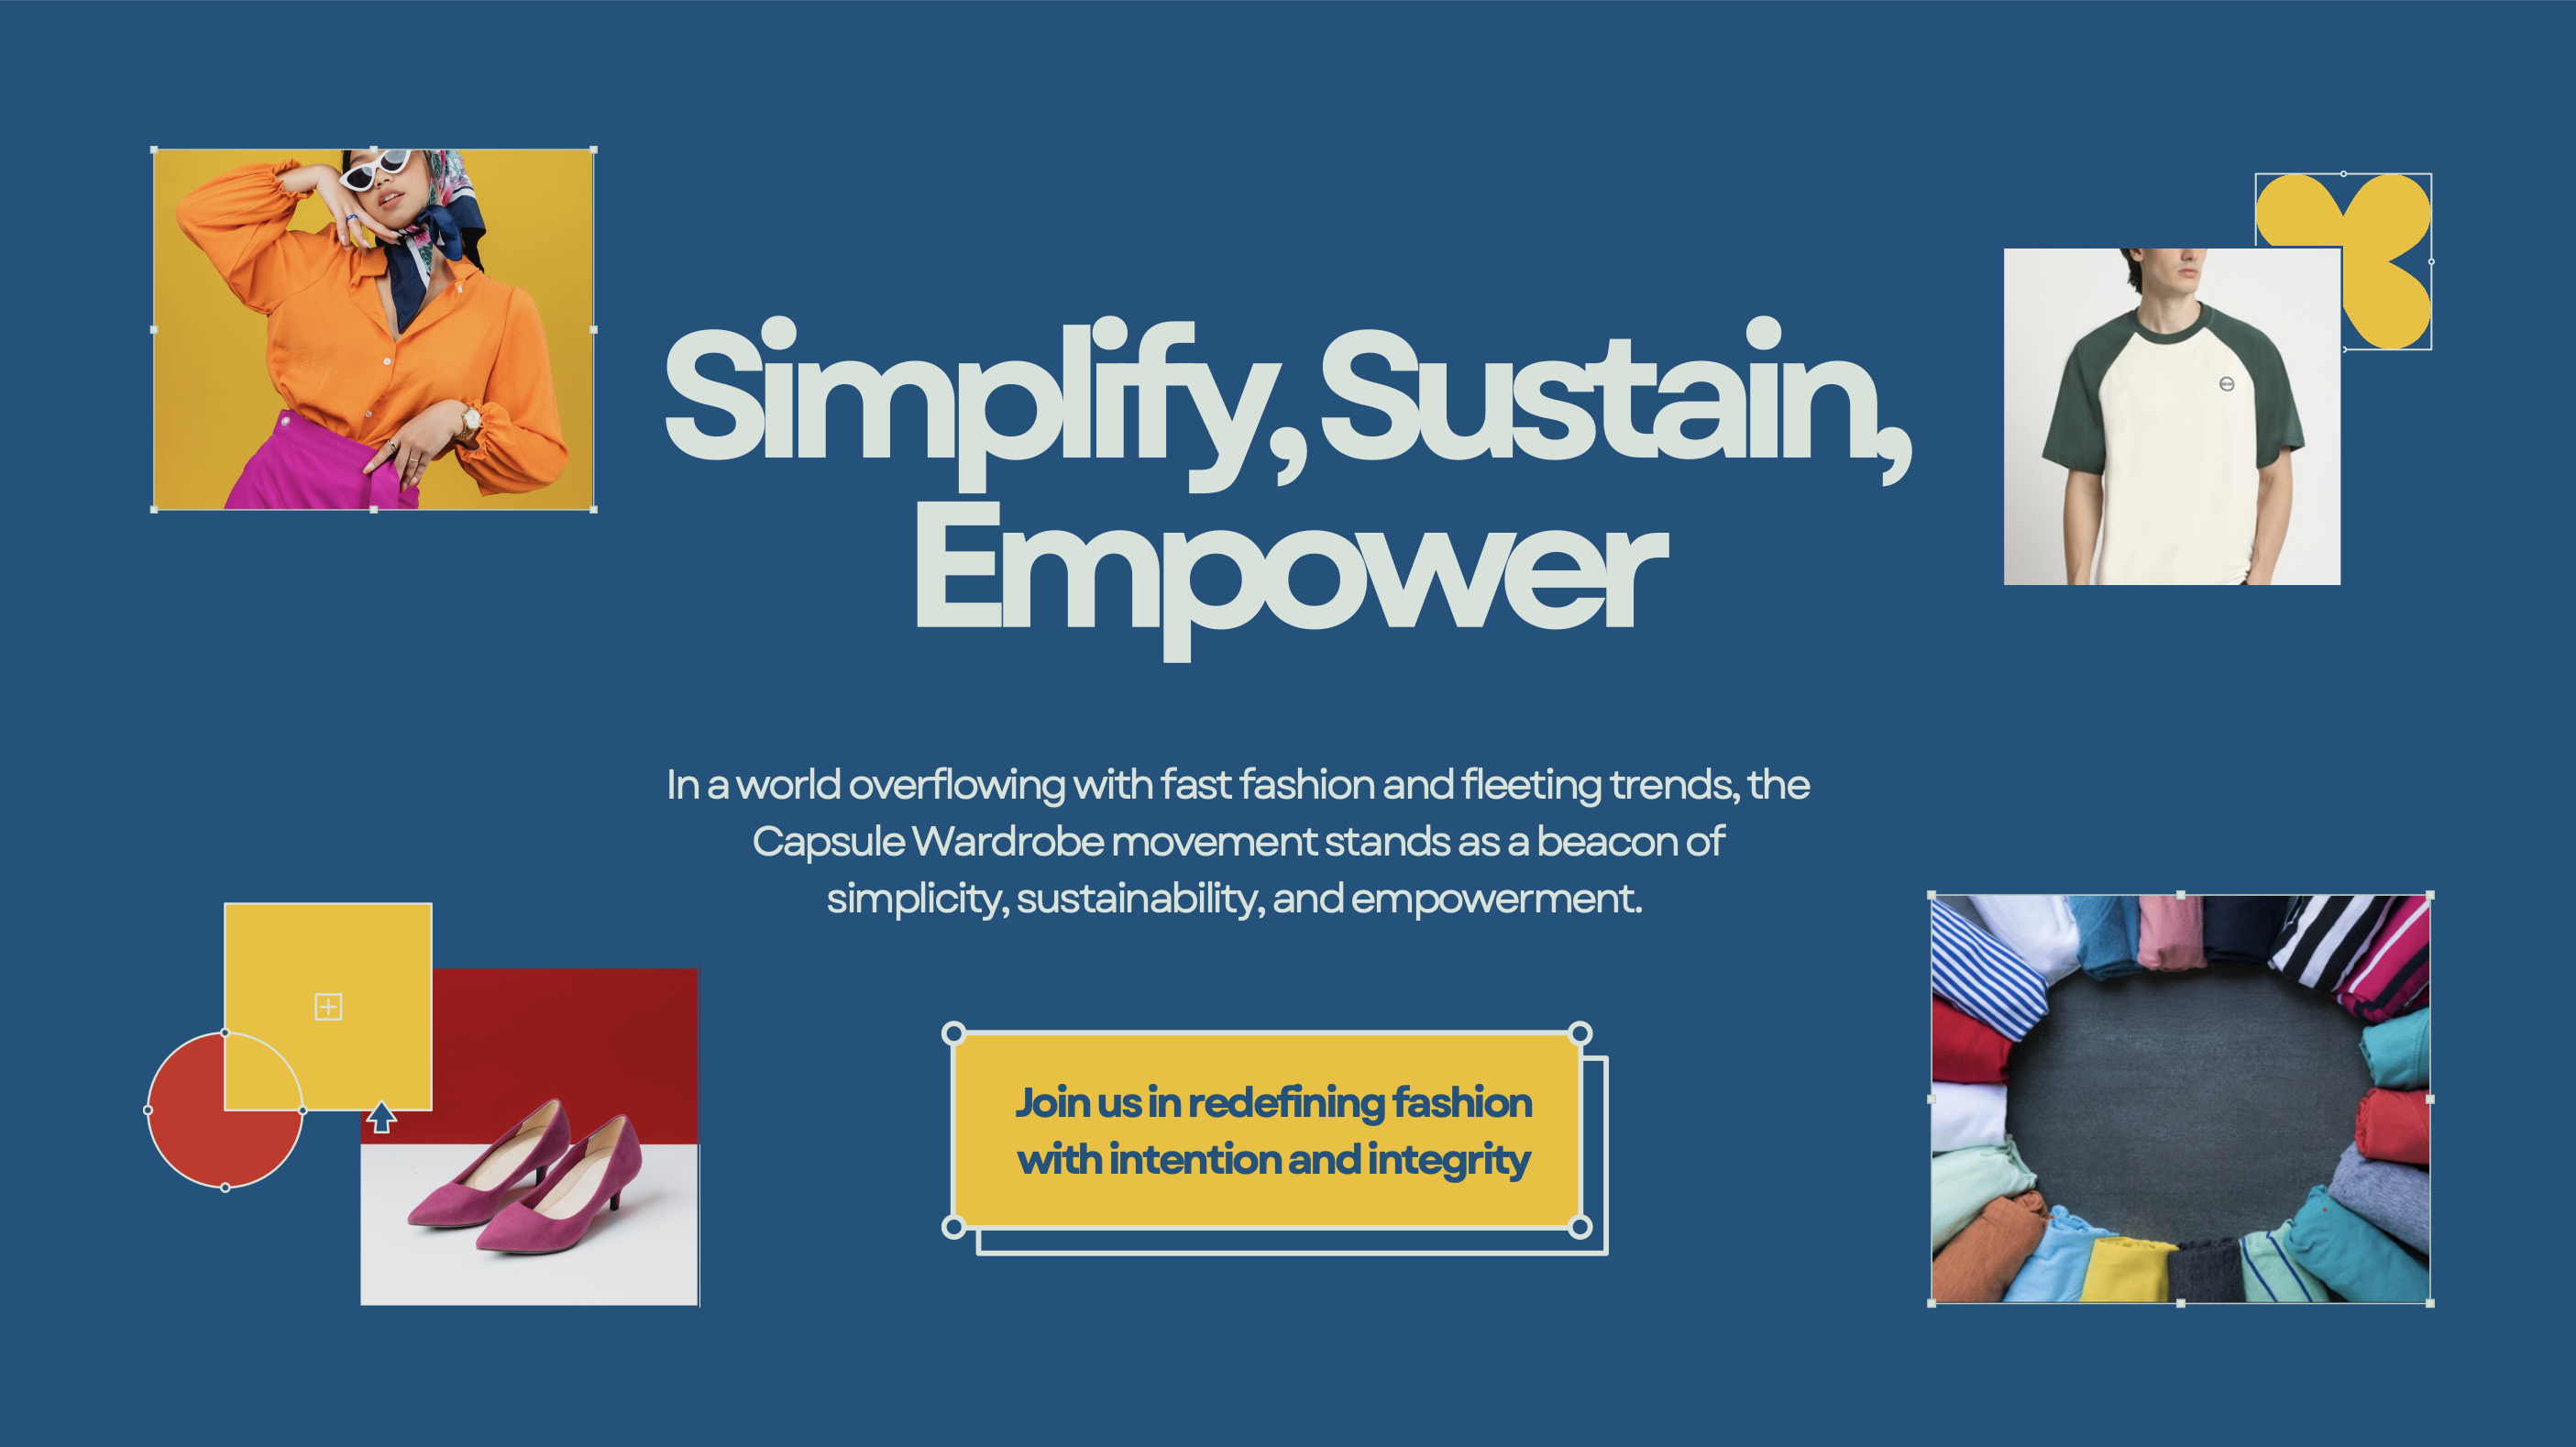 Simplify, Sustain,
Empower
In a world overflowing with fast fashion and fleeting trends, the
Capsule Wardrobe movement stands as a beacon of
simplicity, sustainability, and empowerment.
Join us in redefining fashion
with intention and integrity